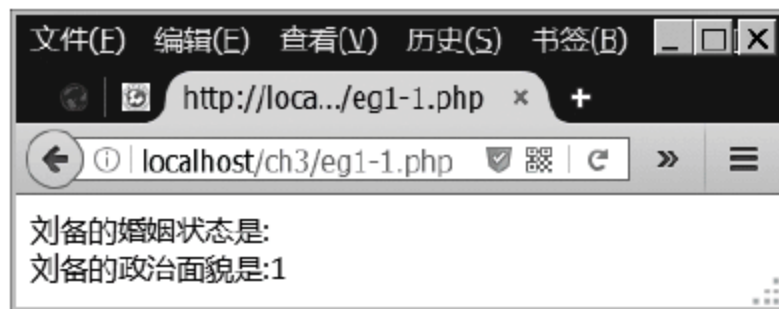 文件(F) 编辑(E) 查看(V) 历史(S) 书签(B)
http://loca.../eg1-1.php × +
localhost/ch3/eg1-1.php
刘备的婚姻状态是:
刘备的政治面貌是:1